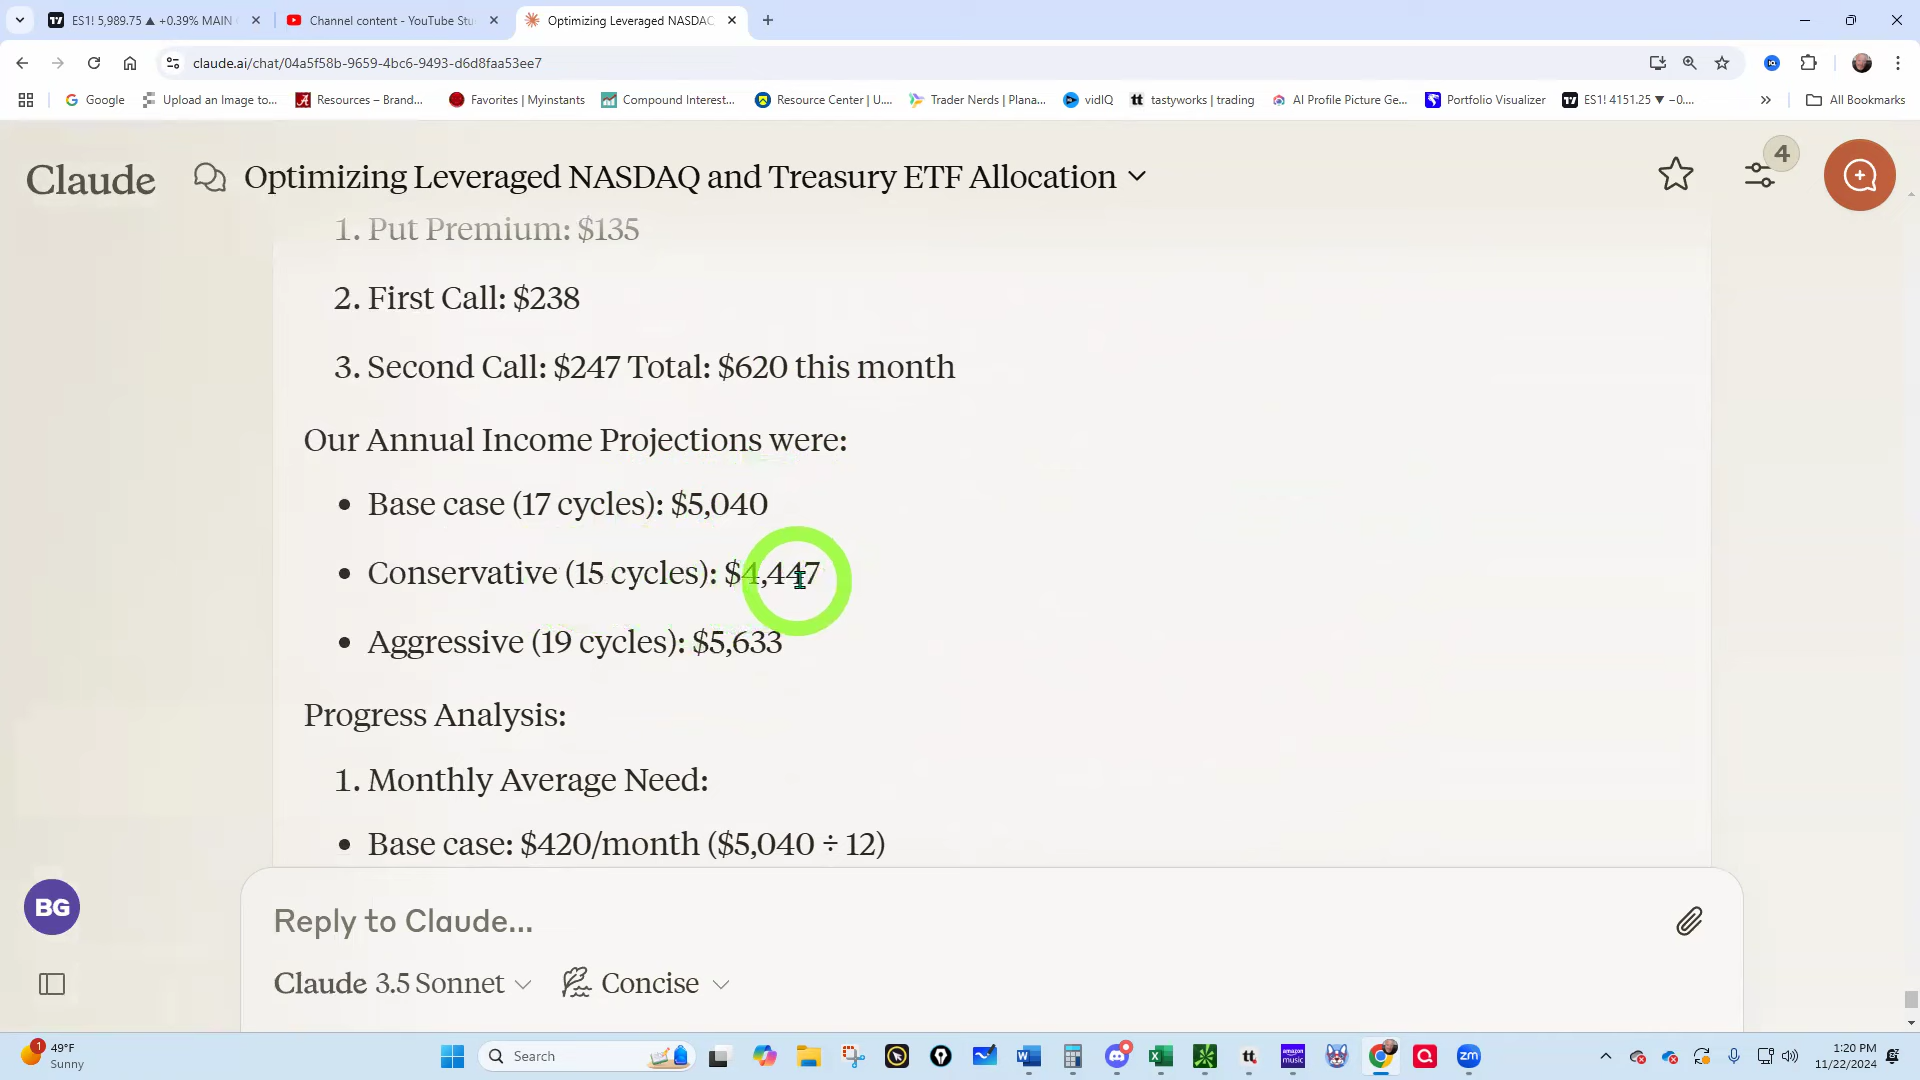 ES1! 5,989.75 ▲ +0.39% MAIN
Channel content - YouTube Stu
Optimizing Leveraged NASDAQ
claude.ai/chat/04a5f58b-9659-4bc6-9493-d6d8faa53ee7
Google
Upload an Image to...
Resources – Brand...
Favorites | Myinstants
Compound Interest...
Resource Center | U....
Trader Nerds | Plana...
vidIQ
tastyworks | trading
AI Profile Picture Ge...
Portfolio Visualizer
ES1! 4151.25 ▼ −0....
All Bookmarks
Claude
Optimizing Leveraged NASDAQ and Treasury ETF Allocation
4
1. Put Premium: $135
2. First Call: $238
3. Second Call: $247 Total: $620 this month
Our Annual Income Projections were:
• Base case (17 cycles): $5,040
• Conservative (15 cycles): $4,447
• Aggressive (19 cycles): $5,633
Progress Analysis:
1. Monthly Average Need:
• Base case: $420/month ($5,040 ÷ 12)
BG
Reply to Claude...
Claude 3.5 Sonnet
Concise
1
49°F
Sunny
Search
tt
amazon music
zm
1:20 PM
11/22/2024